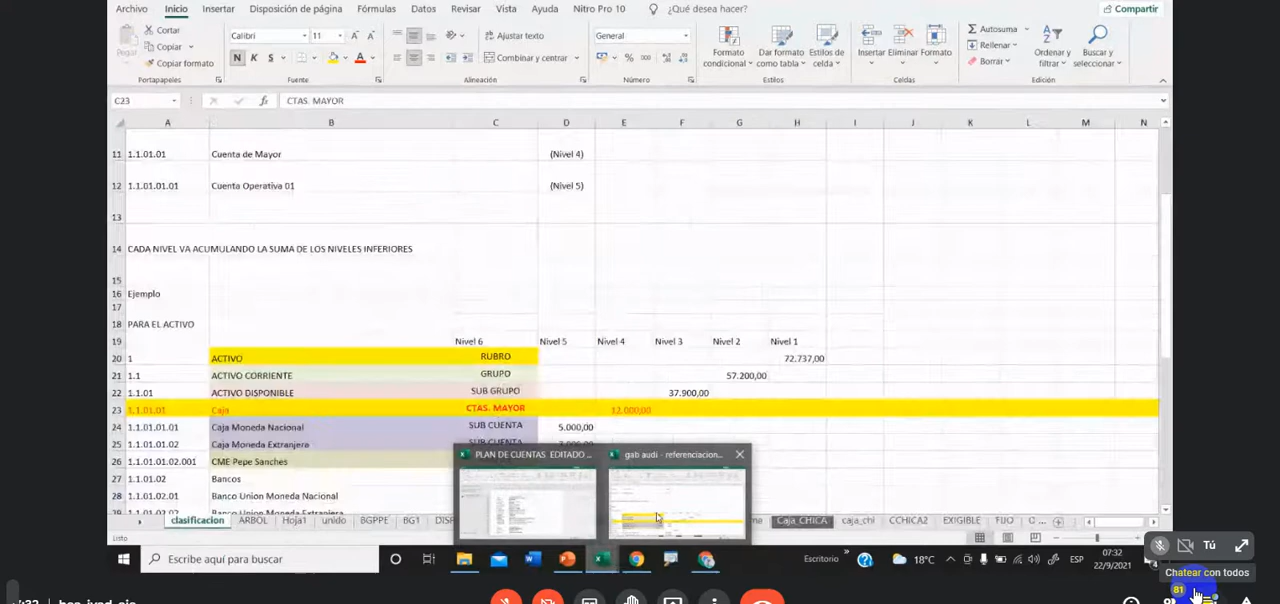 Archivo Inicio Insertar Disposición de página Fórmulas Datos Revisar Vista Ayuda Nitro Pro 10 ¿Qué desea hacer? Compartir
Cortar
Copiar
Copiar formato
Pegar
Portapapeles
Calibri 11
N K S
Fuente
Ajustar texto
Combinar y centrar
Alineación
General
% 000
Número
Formato condicional
Dar formato como tabla
Estilos de celda
Estilos
Insertar Eliminar Formato
Celdas
Autosuma
Rellenar
Borrar
Ordenar y filtrar
Buscar y seleccionar
Edición
C23 fx CTAS. MAYOR
A B C D E F G H I J K L M N
11 1.1.01.01 Cuenta de Mayor (Nivel 4)
12 1.1.01.01.01 Cuenta Operativa 01 (Nivel 5)
13
14 CADA NIVEL VA ACUMULANDO LA SUMA DE LOS NIVELES INFERIORES
15
16 Ejemplo
17
18 PARA EL ACTIVO
19 Nivel 6 Nivel 5 Nivel 4 Nivel 3 Nivel 2 Nivel 1
20 1 ACTIVO RUBRO 72.737,00
21 1.1 ACTIVO CORRIENTE GRUPO 57.200,00
22 1.1.01 ACTIVO DISPONIBLE SUB GRUPO 37.900,00
23 1.1.01.01 Caja CTAS. MAYOR 12.000,00
24 1.1.01.01.01 Caja Moneda Nacional SUB CUENTA 5.000,00
25 1.1.01.01.02 Caja Moneda Extranjera SUB CUENTA
26 1.1.01.01.02.001 CME Pepe Sanches
27 1.1.01.02 Bancos
28 1.1.01.02.01 Banco Union Moneda Nacional
PLAN DE CUENTAS EDITADO ... gab audi - referenciacion...
clasificacion ARBOL Hoja1 unido BGPPE BG1 Caja_CHICA caja_chi CCHICA2 EXIGIBLE FIJO
Listo
Escribe aquí para buscar
Escritorio 18°C ESP 07:32
22/9/2021
Tú
Chatear con todos
81